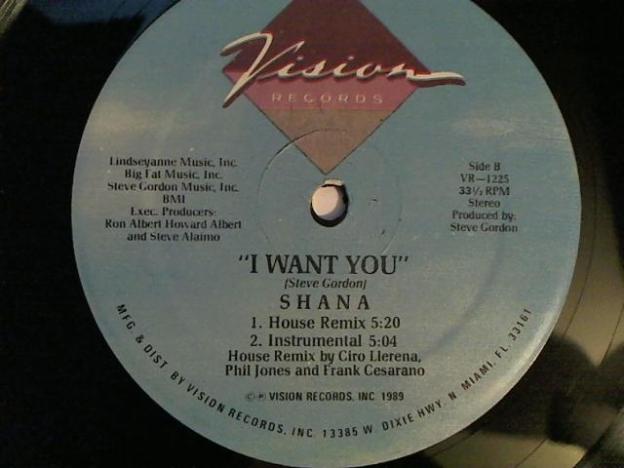 Vision
RECORDS
Lindseyanne Music, Inc.
Big Fat Music, Inc.
Steve Gordon Music, Inc.
BMI
Exec. Producers:
Ron Albert Howard Albert
and Steve Alaimo
Side B
VR-1225
33 1/3 RPM
Stereo
Produced by:
Steve Gordon
"I WANT YOU"
[Steve Gordon]
SHANA
1. House Remix 5:20
2. Instrumental 5:04
House Remix by Ciro Llerena,
Phil Jones and Frank Cesarano
©℗ VISION RECORDS, INC 1989
MFG. & DIST. BY VISION RECORDS, INC. 13385 W. DIXIE HWY. N. MIAMI, FL. 33161